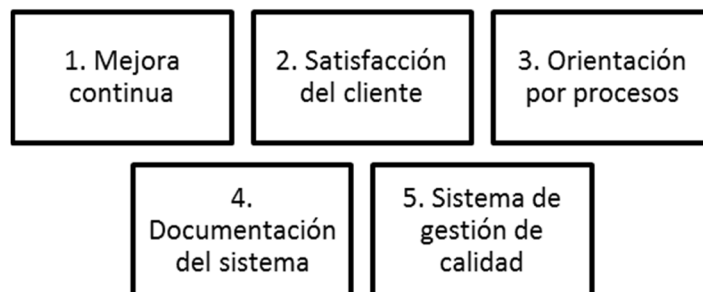 1. Mejora
continua
2. Satisfacción
del cliente
3. Orientación
por procesos
4.
Documentación
del sistema
5. Sistema de
gestión de
calidad